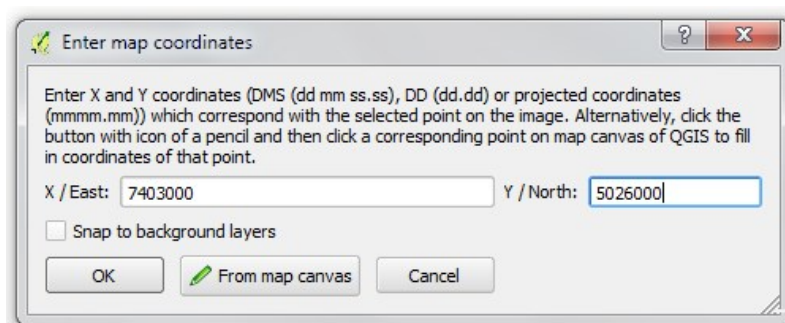 Enter map coordinates
Enter X and Y coordinates (DMS (dd mm ss.ss), DD (dd.dd) or projected coordinates
(mmmm.mm)) which correspond with the selected point on the image. Alternatively, click the
button with icon of a pencil and then click a corresponding point on map canvas of QGIS to fill
in coordinates of that point.
X / East: 7403000 Y / North: 5026000
Snap to background layers
OK From map canvas Cancel